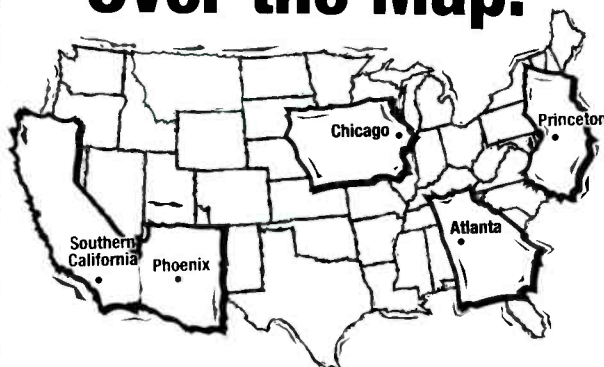 Over the Map.
Chicago
Princeton
Atlanta
Southern
California
Phoenix